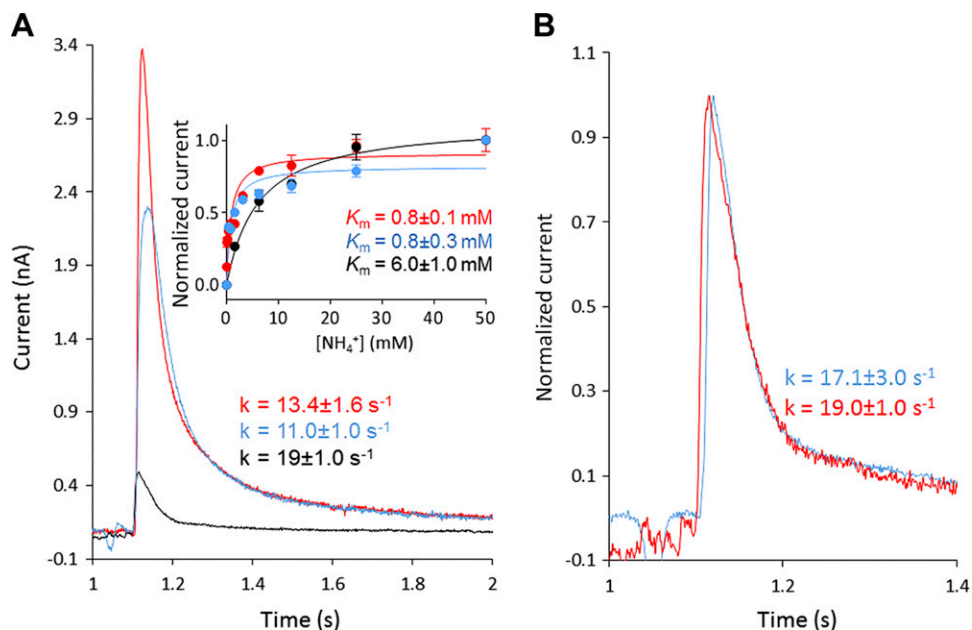 A
Current (nA)
3.4
2.9
2.4
1.9
1.4
0.9
0.4
-0.1
1
1.2
1.4
1.6
1.8
2
Time (s)
Normalized current
1.0
0.5
0.0
0
10
20
30
40
50
[NH₄⁺] (mM)
Kₘ = 0.8±0.1 mM
Kₘ = 0.8±0.3 mM
Kₘ = 6.0±1.0 mM
k = 13.4±1.6 s⁻¹
k = 11.0±1.0 s⁻¹
k = 19±1.0 s⁻¹
B
Normalized current
1.1
0.9
0.7
0.5
0.3
0.1
-0.1
1
1.2
1.4
Time (s)
k = 17.1±3.0 s⁻¹
k = 19.0±1.0 s⁻¹